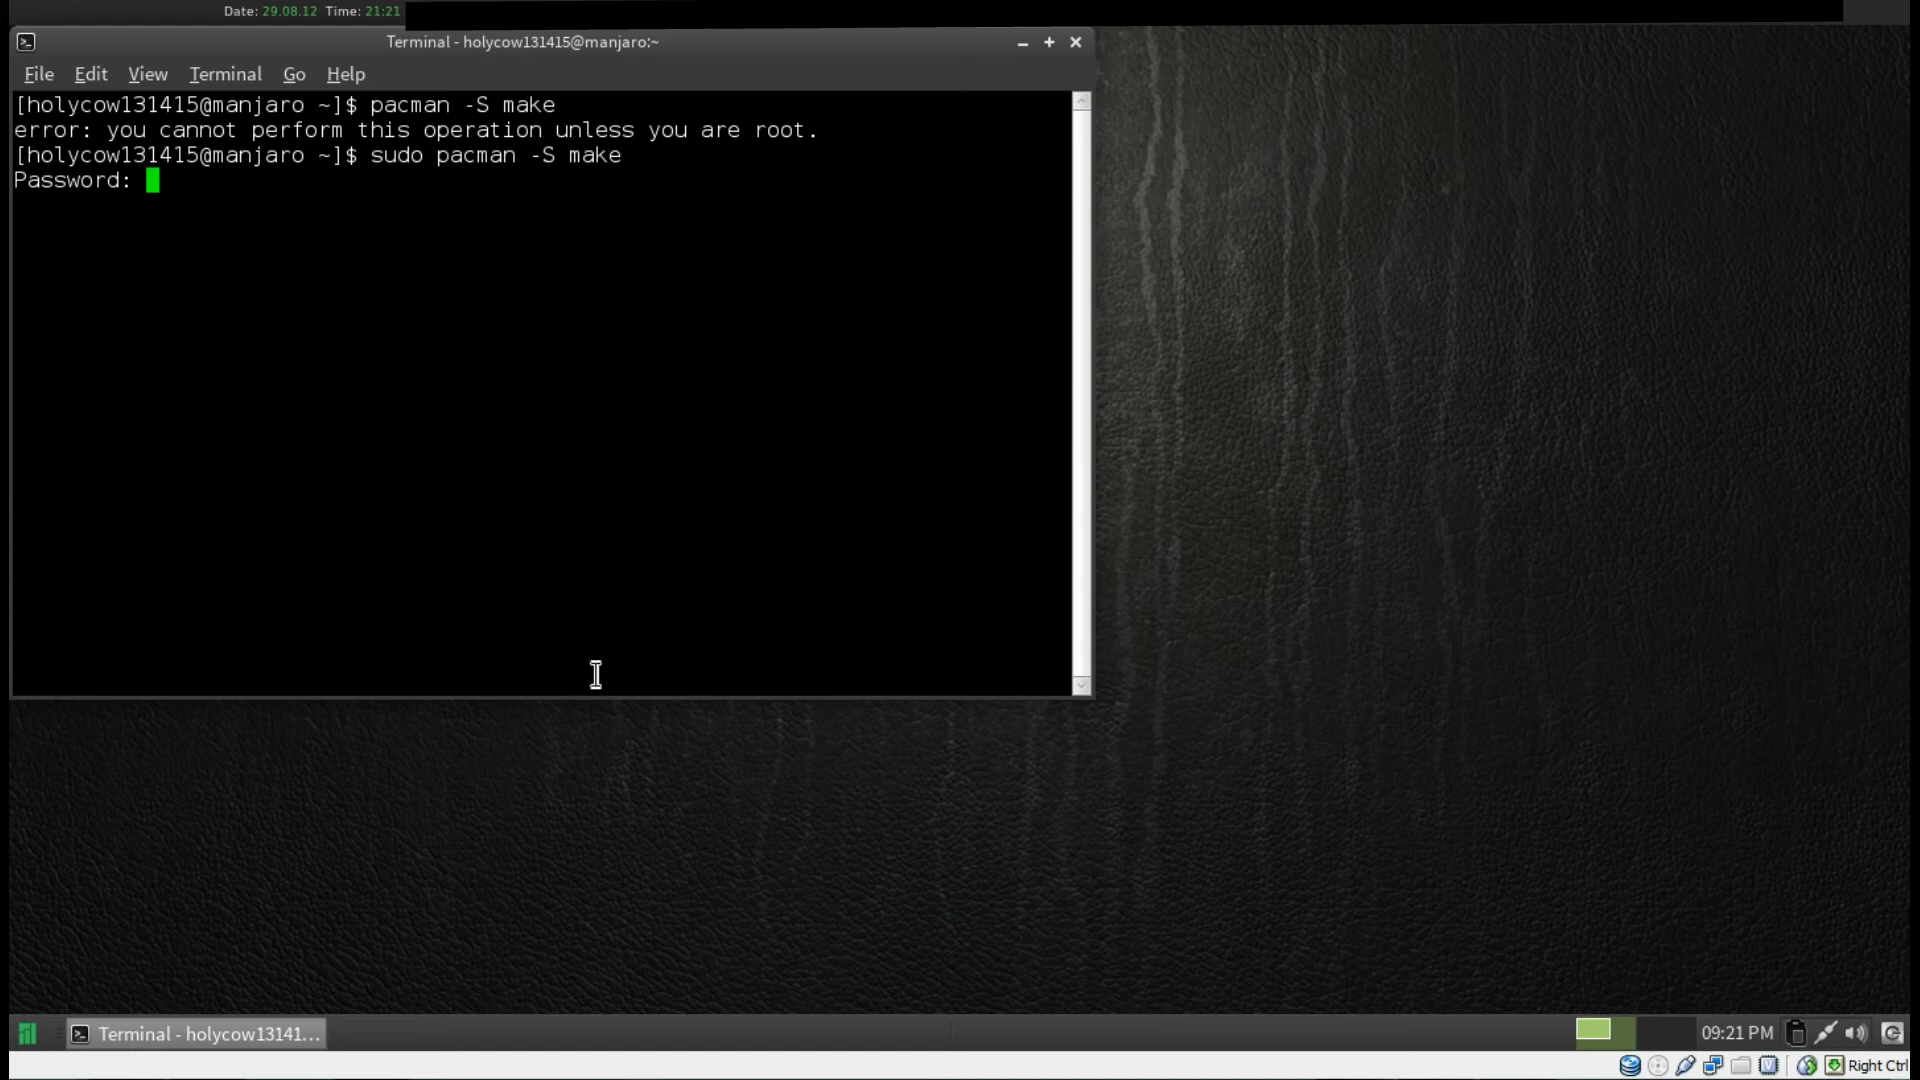 Date: 29.08.12 Time: 21:21
Terminal - holycow131415@manjaro:~
File Edit View Terminal Go Help
[holycow131415@manjaro ~]$ pacman -S make
error: you cannot perform this operation unless you are root.
[holycow131415@manjaro ~]$ sudo pacman -S make
Password:
Terminal - holycow13141... 09:21 PM
Right Ctrl